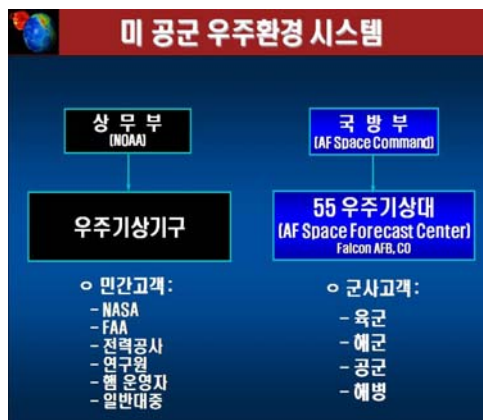 미 공군 우주환경 시스템
상 무 부
(NOAA)
우주기상기구
○ 민간고객 :
- NASA
- FAA
- 전력공사
- 연구원
- 햄 운영자
- 일반대중
국 방 부
(AF Space Command)
55 우주기상대
(AF Space Forecast Center)
Falcon AFB, CO
○ 군사고객 :
- 육군
- 해군
- 공군
- 해병